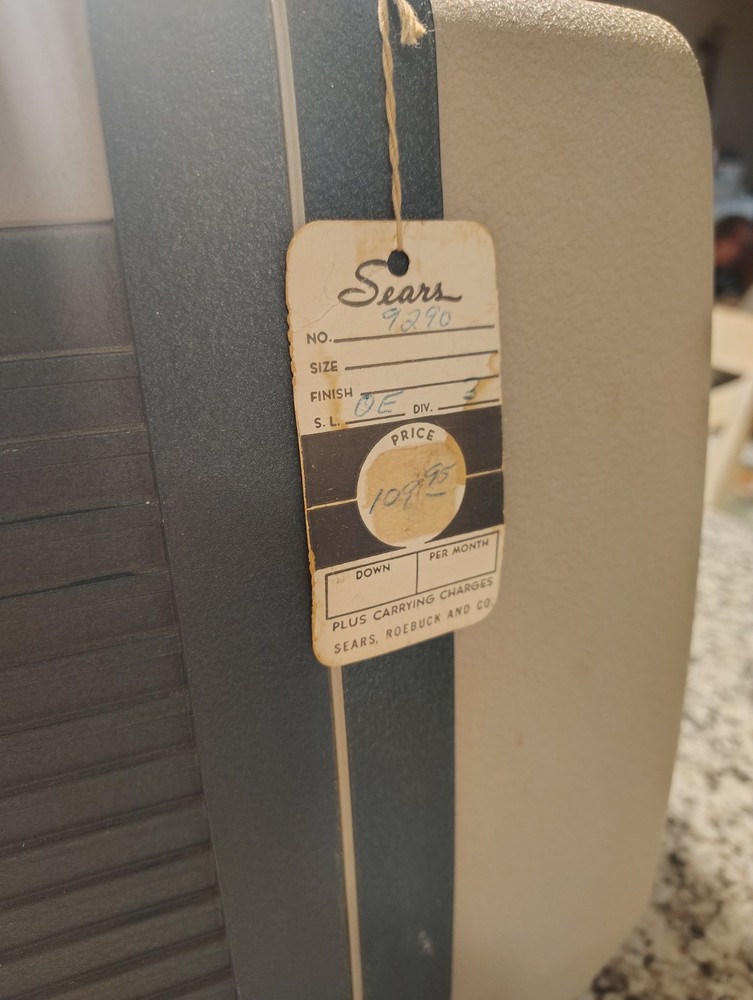 Sears
NO. 9290
SIZE
FINISH
S. L. OE DIV. 3
PRICE
109.95
DOWN PER MONTH
PLUS CARRYING CHARGES
SEARS, ROEBUCK AND CO.